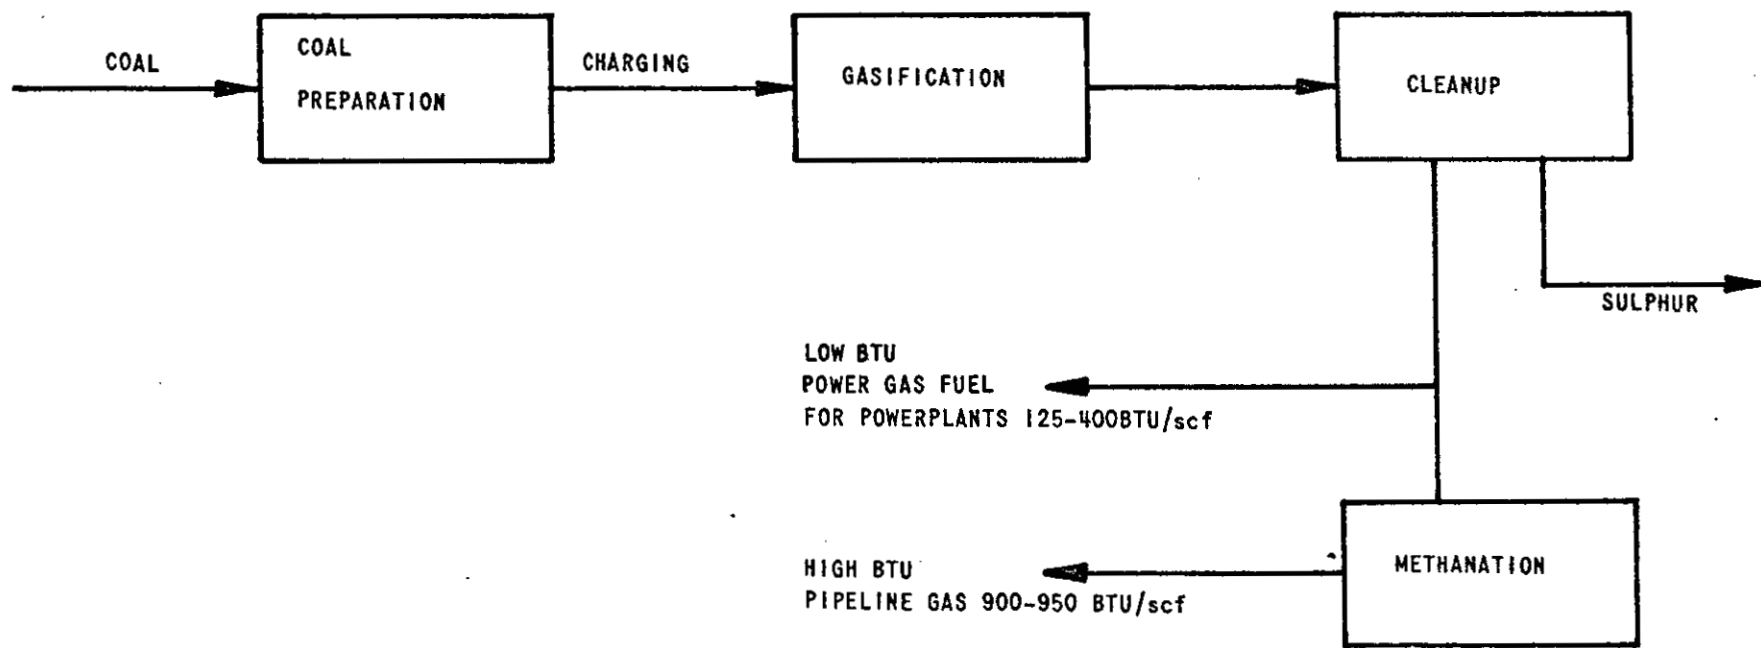 COAL
COAL
PREPARATION
CHARGING
GASIFICATION
CLEANUP
SULPHUR
LOW BTU
POWER GAS FUEL
FOR POWERPLANTS 125-400BTU/scf
HIGH BTU
PIPELINE GAS 900-950 BTU/scf
METHANATION